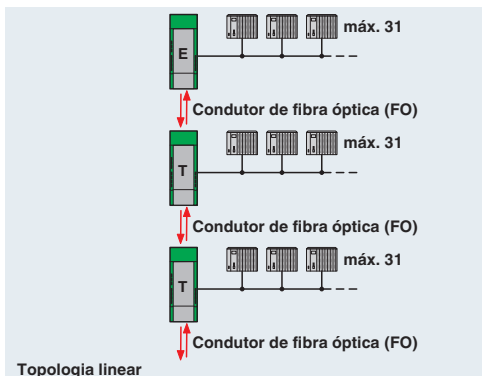 máx. 31
E
Condutor de fibra óptica (FO)
máx. 31
T
Condutor de fibra óptica (FO)
máx. 31
T
Condutor de fibra óptica (FO)
Topologia linear